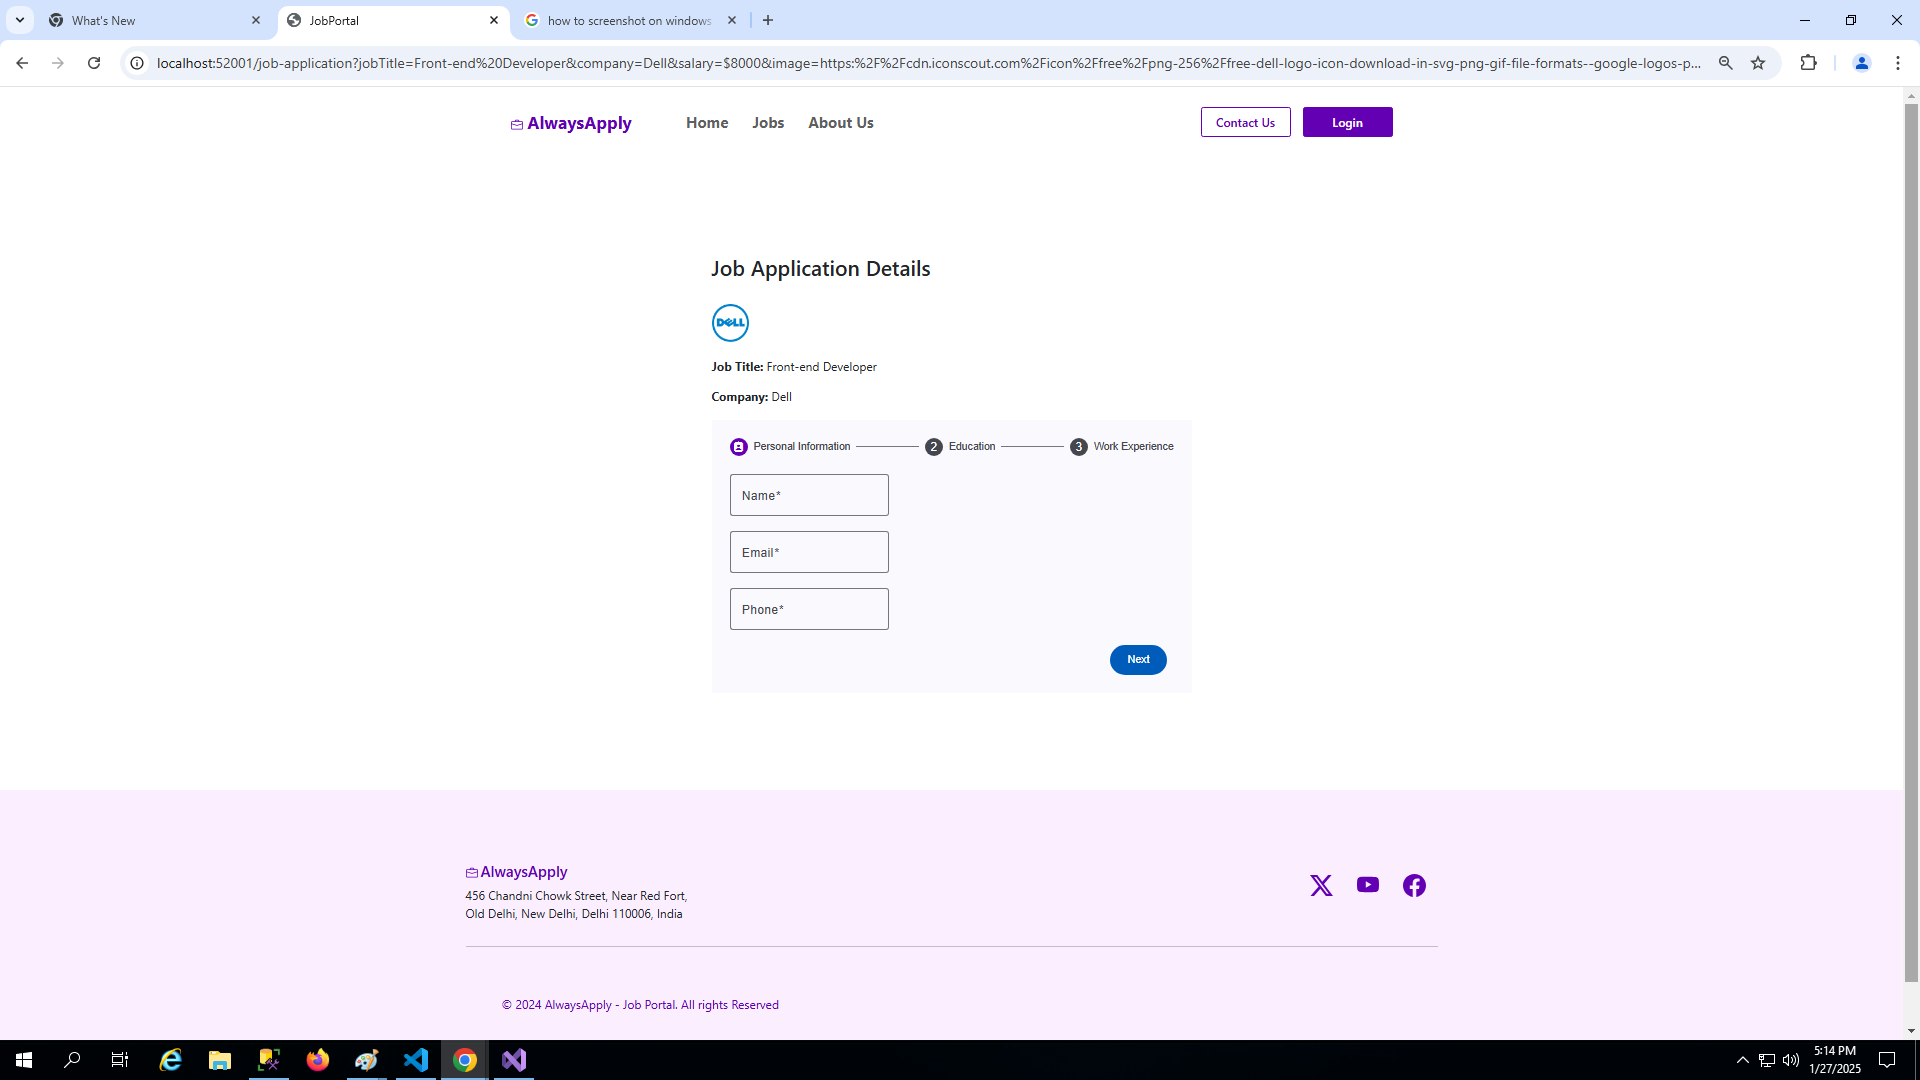 What's New
JobPortal
how to screenshot on windows
localhost:52001/job-application?jobTitle=Front-end%20Developer&company=Dell&salary=$8000&image=https:%2F%2Fcdn.iconscout.com%2Ficon%2Ffree%2Fpng-256%2Ffree-dell-logo-icon-download-in-svg-png-gif-file-formats--google-logos-p...
AlwaysApply
Home
Jobs
About Us
Contact Us
Login
Job Application Details
DELL
Job Title: Front-end Developer
Company: Dell
Personal Information
2 Education
3 Work Experience
Name*
Email*
Phone*
Next
AlwaysApply
456 Chandni Chowk Street, Near Red Fort,
Old Delhi, New Delhi, Delhi 110006, India
© 2024 AlwaysApply - Job Portal. All rights Reserved
5:14 PM
1/27/2025